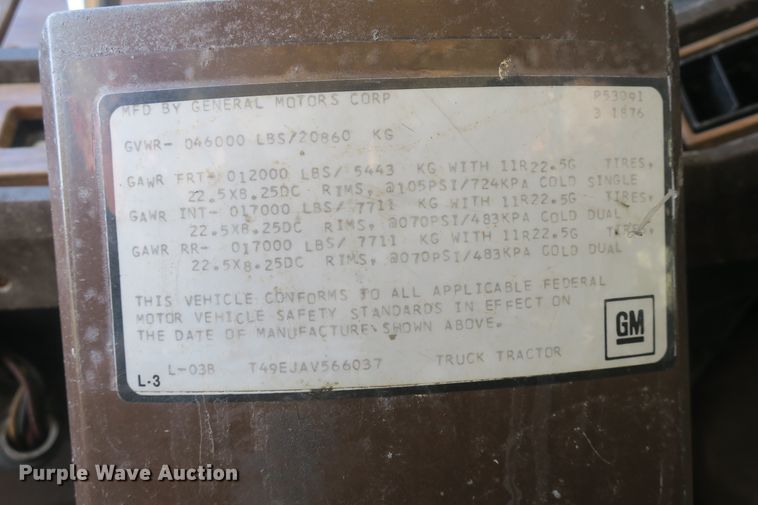 MFD BY GENERAL MOTORS CORP P53091
3 1876
GVWR- 046000 LBS/20860 KG
GAWR FRT- 012000 LBS/ 5443 KG WITH 11R22.5G TIRES,
22.5X8.25DC RIMS, @105PSI/724KPA COLD SINGLE
GAWR INT- 017000 LBS/ 7711 KG WITH 11R22.5G TIRES,
22.5X8.25DC RIMS, @070PSI/483KPA COLD DUAL
GAWR RR- 017000 LBS/ 7711 KG WITH 11R22.5G TIRES,
22.5X8.25DC RIMS, @070PSI/483KPA COLD DUAL
THIS VEHICLE CONFORMS TO ALL APPLICABLE FEDERAL
MOTOR VEHICLE SAFETY STANDARDS IN EFFECT ON
THE DATE OF MANUFACTURE SHOWN ABOVE.
GM
L-03B T49EJAV566037 TRUCK TRACTOR
L-3
Purple Wave Auction